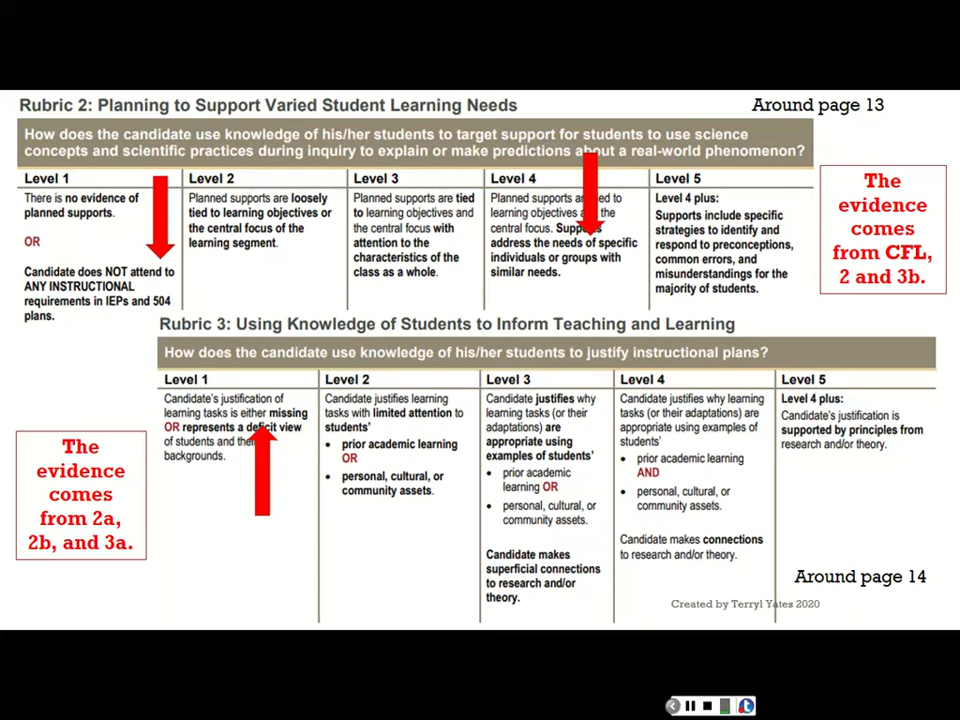 Rubric 2: Planning to Support Varied Student Learning Needs
Around page 13
How does the candidate use knowledge of his/her students to target support for students to use science
concepts and scientific practices during inquiry to explain or make predictions about a real-world phenomenon?
Level 1
There is no evidence of
planned supports.
OR
Candidate does NOT attend to
ANY INSTRUCTIONAL
requirements in IEPs and 504
plans.
Level 2
Planned supports are loosely
tied to learning objectives or
the central focus of the
learning segment.
Level 3
Planned supports are tied
to learning objectives and
the central focus with
attention to the
characteristics of the
class as a whole.
Level 4
Planned supports are tied to
learning objectives and the
central focus. Supports
address the needs of specific
individuals or groups with
similar needs.
Level 5
Level 4 plus:
Supports include specific
strategies to identify and
respond to preconceptions,
common errors, and
misunderstandings for the
majority of students.
The
evidence
comes
from CFL,
2 and 3b.
Rubric 3: Using Knowledge of Students to Inform Teaching and Learning
How does the candidate use knowledge of his/her students to justify instructional plans?
Level 1
Candidate's justification of
learning tasks is either missing
OR represents a deficit view
of students and their
backgrounds.
Level 2
Candidate justifies learning
tasks with limited attention to
students'
• prior academic learning
OR
• personal, cultural, or
community assets.
Level 3
Candidate justifies why
learning tasks (or their
adaptations) are
appropriate using
examples of students'
• prior academic
learning OR
• personal, cultural, or
community assets.
Candidate makes
superficial connections
to research and/or
theory.
Level 4
Candidate justifies why learning
tasks (or their adaptations) are
appropriate using examples of
students'
• prior academic learning
AND
• personal, cultural, or
community assets.
Candidate makes connections
to research and/or theory.
Level 5
Level 4 plus:
Candidate's justification is
supported by principles from
research and/or theory.
The
evidence
comes
from 2a,
2b, and 3a.
Around page 14
Created by Terryl Yates 2020